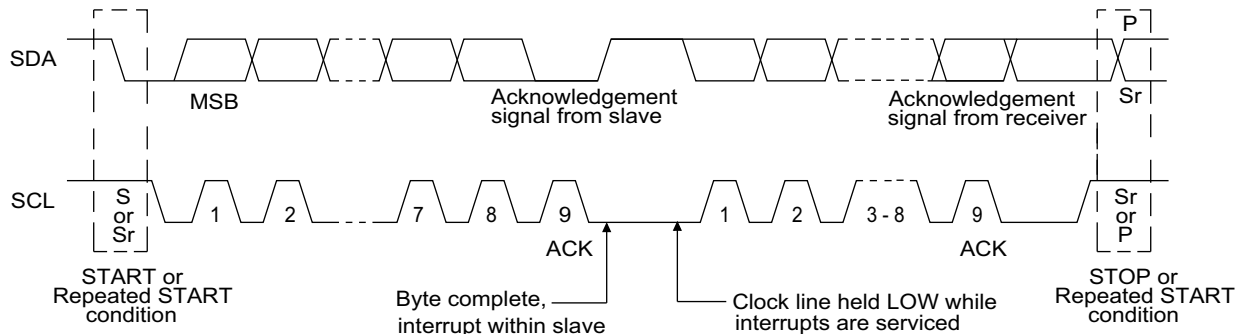 P
SDA
MSB
Acknowledgement
signal from slave
Acknowledgement
signal from receiver
Sr
SCL
S
or
Sr
1
2
7
8
9
1
2
3 - 8
9
Sr
or
P
ACK
ACK
START or
Repeated START
condition
Byte complete,
interrupt within slave
Clock line held LOW while
interrupts are serviced
STOP or
Repeated START
condition